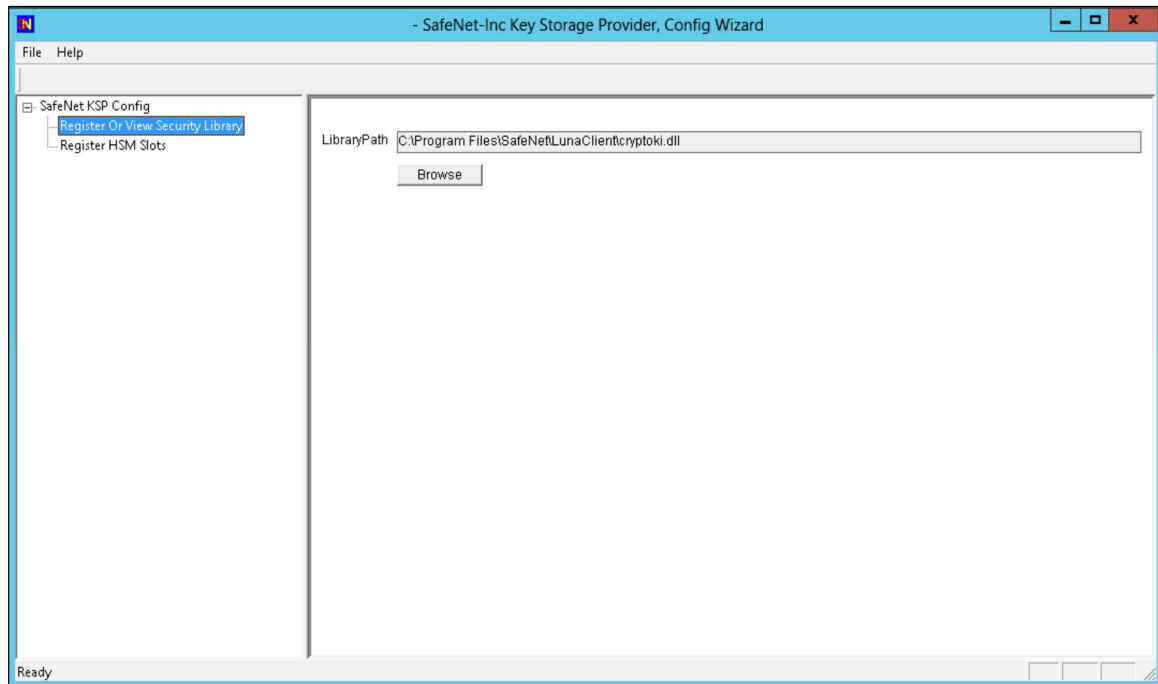 - SafeNet-Inc Key Storage Provider, Config Wizard
File Help
SafeNet KSP Config
Register Or View Security Library
Register HSM Slots
LibraryPath C:\Program Files\SafeNet\LunaClient\cryptoki.dll
Browse
Ready